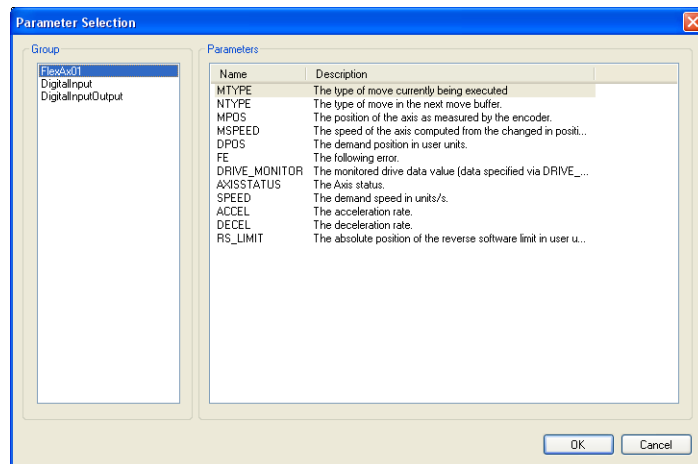 Parameter Selection
Group
FlexAx01
DigitalInput
DigitalInputOutput
Parameters
Name Description
MTYPE The type of move currently being executed
NTYPE The type of move in the next move buffer.
MPOS The position of the axis as measured by the encoder.
MSPEED The speed of the axis computed from the changed in positi...
DPOS The demand position in user units.
FE The following error.
DRIVE_MONITOR The monitored drive data value (data specified via DRIVE_...
AXISSTATUS The Axis status.
SPEED The demand speed in units/s.
ACCEL The acceleration rate.
DECEL The deceleration rate.
RS_LIMIT The absolute position of the reverse software limit in user u...
OK Cancel